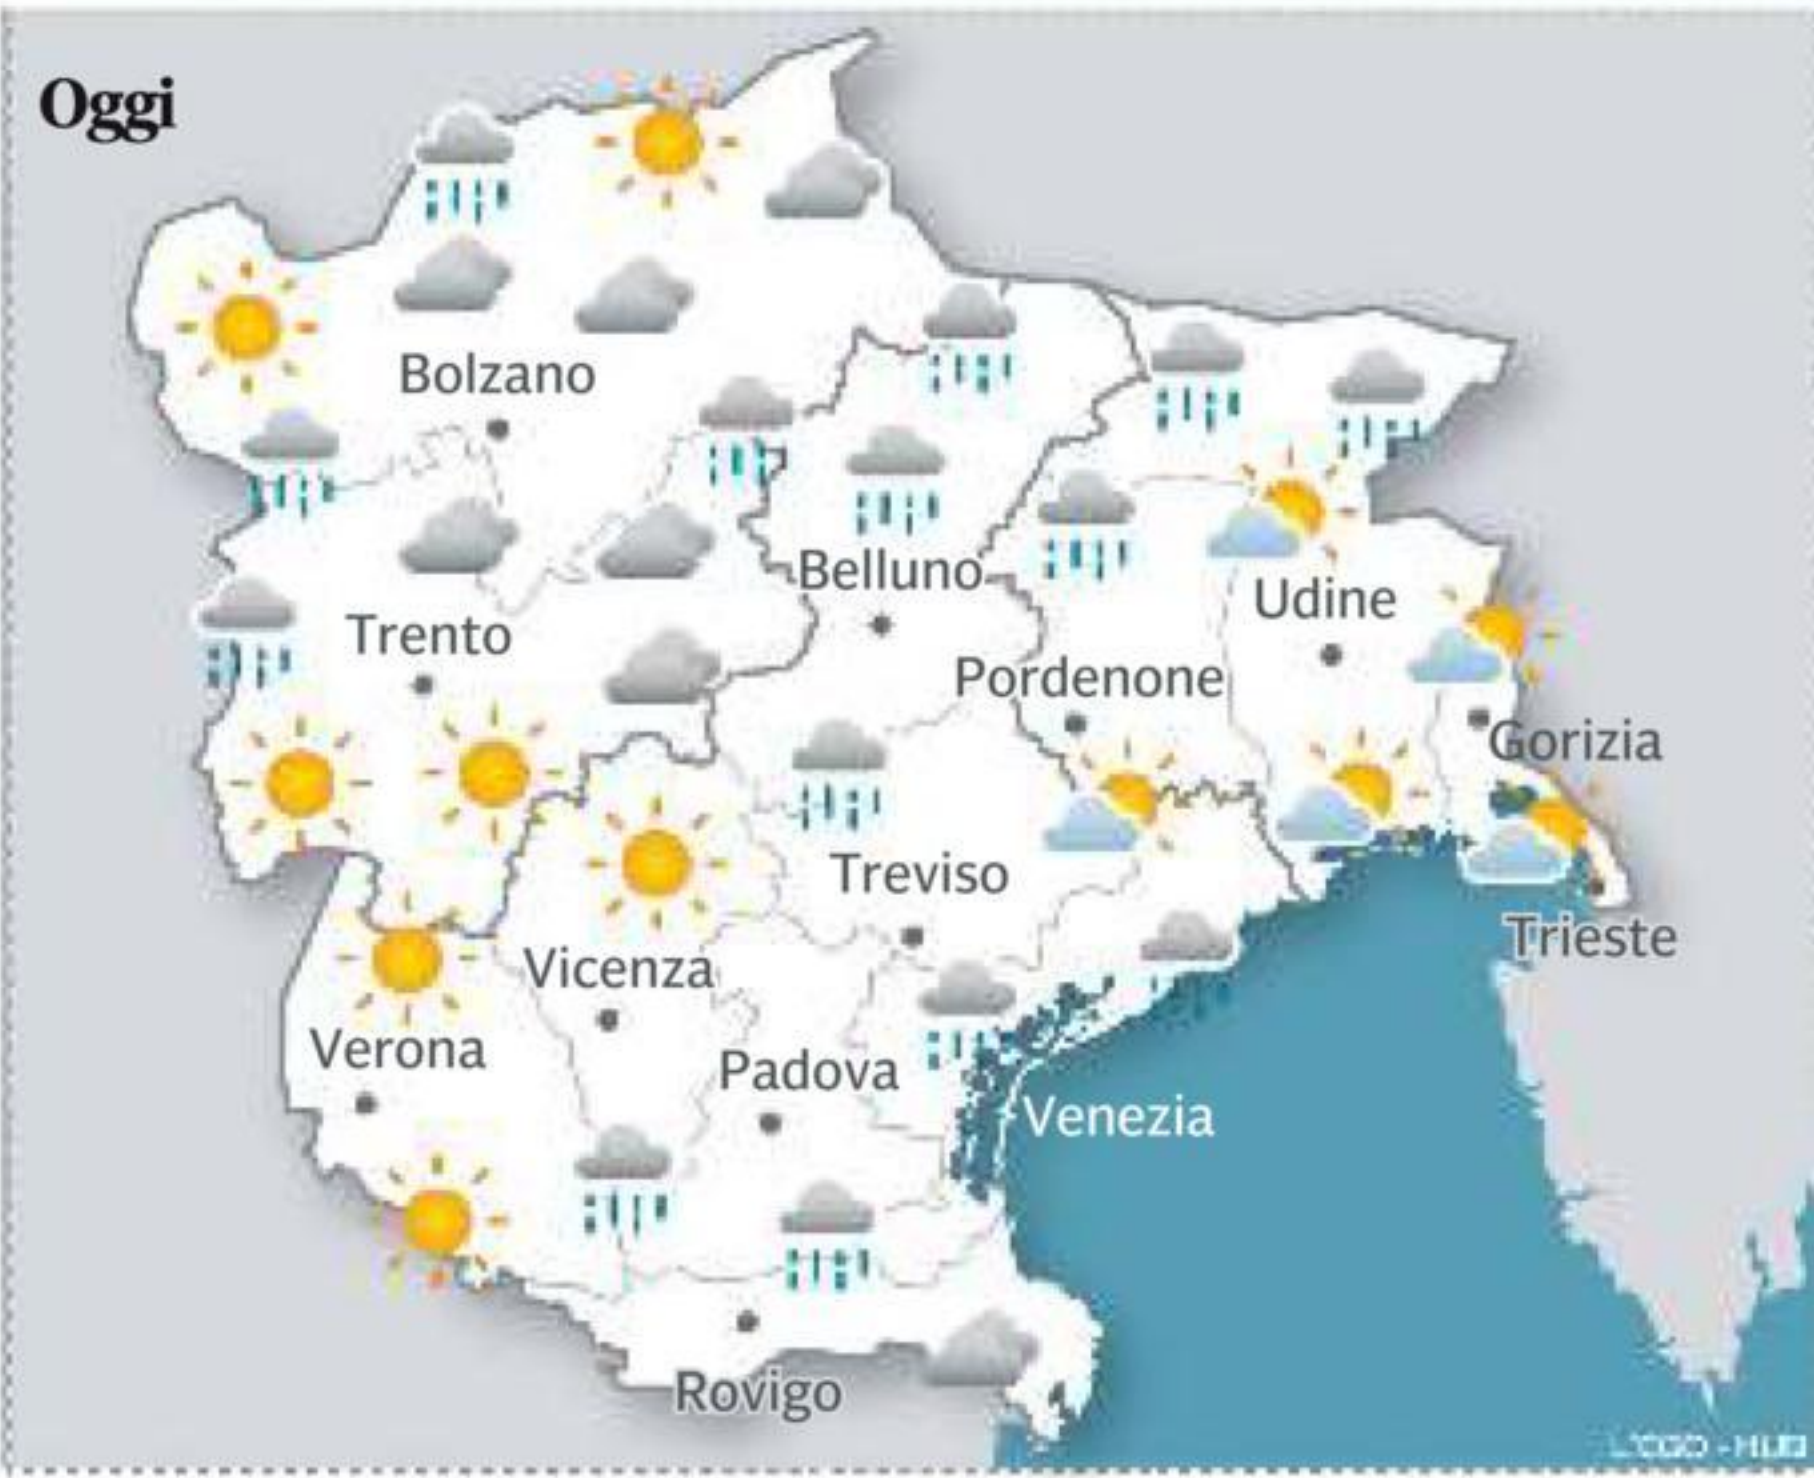 Oggi
Bolzano
Belluno
Udine
Trento
Pordenone
Gorizia
Treviso
Trieste
Vicenza
Verona
Padova
Venezia
Rovigo